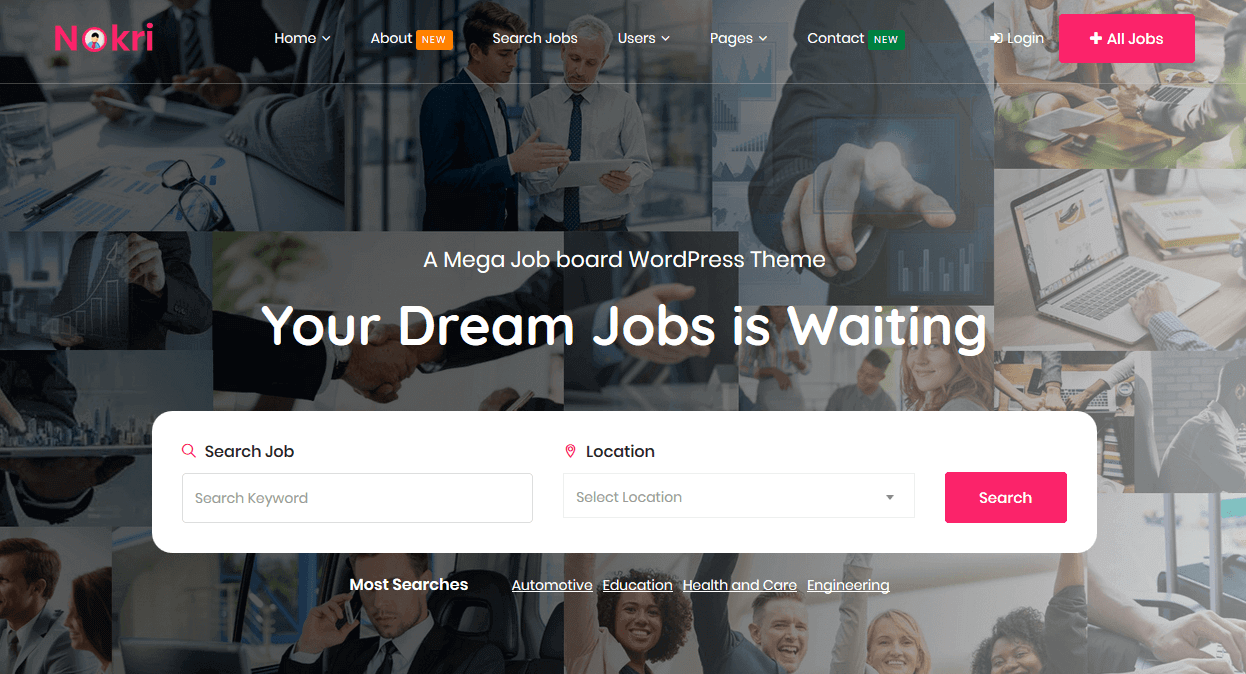 Nokri Home About NEW Search Jobs Users Pages Contact NEW Login All Jobs
A Mega Job board WordPress Theme
Your Dream Jobs is Waiting
Search Job Location
Search Keyword Select Location Search
Most Searches Automotive Education Health and Care Engineering